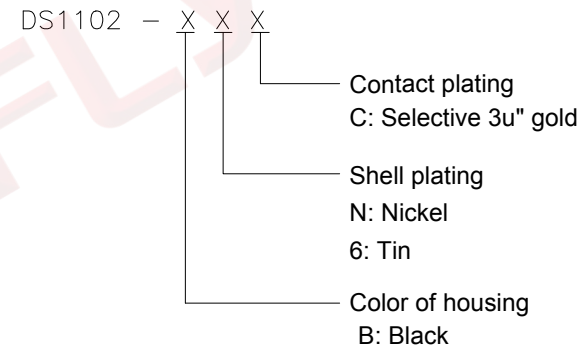 DS1102 - X X X
Contact plating
C: Selective 3u" gold
Shell plating
N: Nickel
6: Tin
Color of housing
B: Black